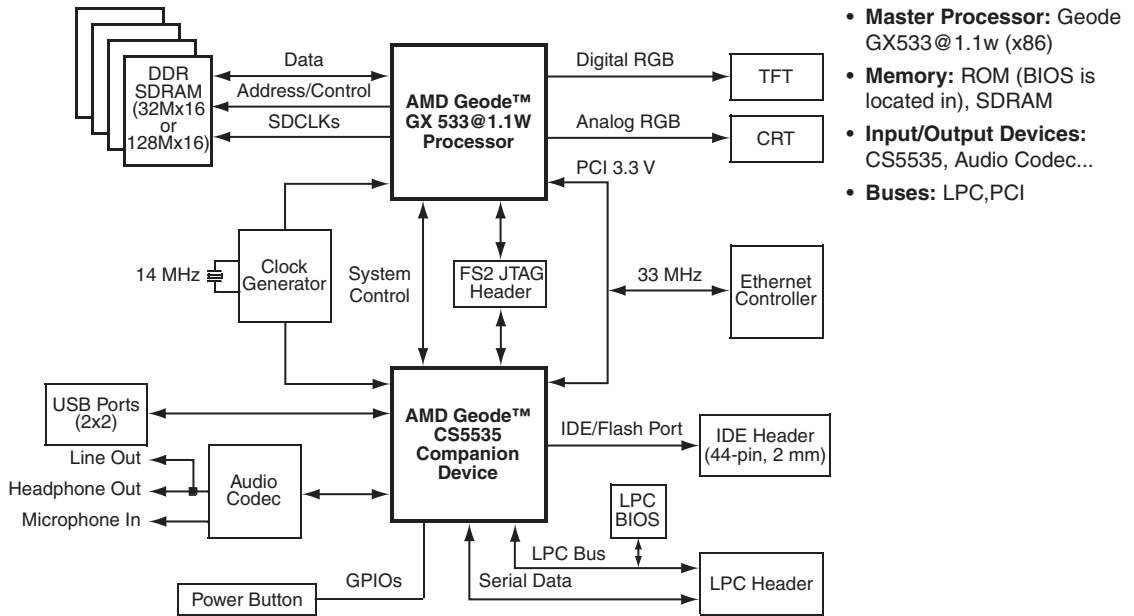 DDR
SDRAM
(32Mx16
or
128Mx16)
Data
Address/Control
SDCLKs
AMD Geode™
GX 533@1.1W
Processor
Digital RGB
TFT
Analog RGB
CRT
PCI 3.3 V
• Master Processor: Geode
GX533@1.1w (x86)
• Memory: ROM (BIOS is
located in), SDRAM
• Input/Output Devices:
CS5535, Audio Codec...
• Buses: LPC,PCI
14 MHz
Clock
Generator
System
Control
FS2 JTAG
Header
33 MHz
Ethernet
Controller
USB Ports
(2x2)
AMD Geode™
CS5535
Companion
Device
IDE/Flash Port
IDE Header
(44-pin, 2 mm)
Line Out
Headphone Out
Microphone In
Audio
Codec
LPC
BIOS
LPC Bus
Serial Data
LPC Header
GPIOs
Power Button